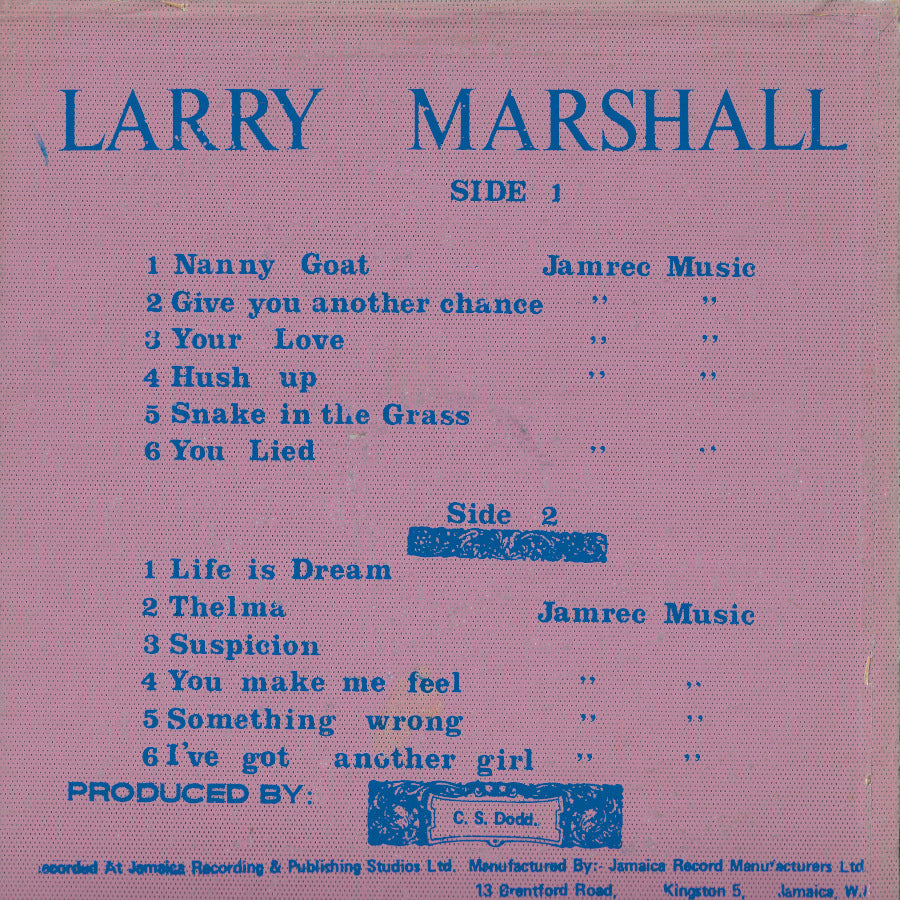 LARRY MARSHALL
SIDE 1
1 Nanny Goat Jamrec Music
2 Give you another chance ,, ,,
3 Your Love ,, ,,
4 Hush up ,, ,,
5 Snake in the Grass
6 You Lied ,, ,,
Side 2
1 Life is Dream
2 Thelma Jamrec Music
3 Suspicion
4 You make me feel ,, ,,
5 Something wrong ,, ,,
6 I've got another girl ,, ,,
PRODUCED BY: C. S. Dodd.
ecorded At Jamaica Recording & Publishing Studios Ltd. Manufactured By:- Jamaica Record Manufacturers Ltd
13 Brentford Road, Kingston 5, Jamaica, W.I